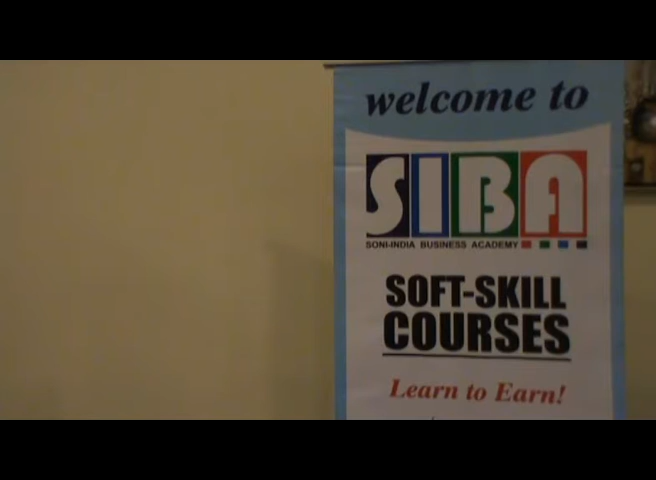 welcome to
SIBA
SONI-INDIA BUSINESS ACADEMY
SOFT-SKILL
COURSES
Learn to Earn!